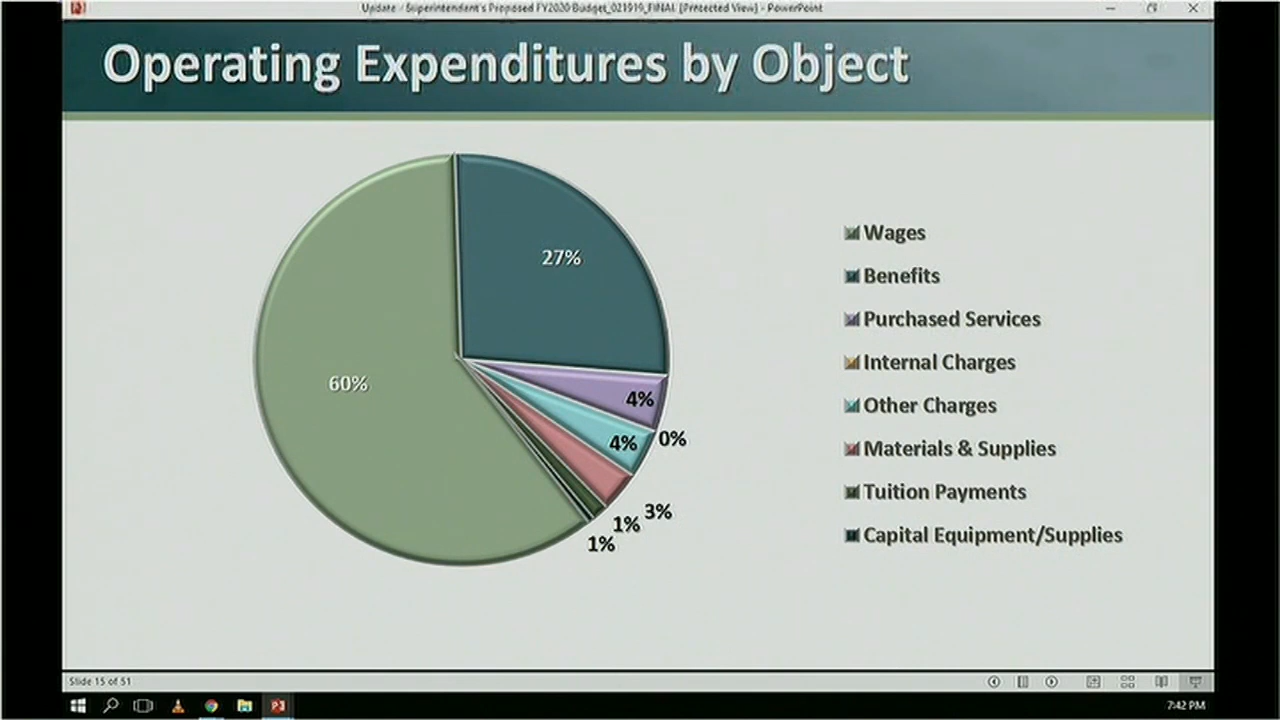 Update - Superintendent's Proposed FY2020 Budget_021919_FINAL [Protected View] - PowerPoint
Operating Expenditures by Object
27%
60%
4%
0%
4%
3%
1%
1%
Wages
Benefits
Purchased Services
Internal Charges
Other Charges
Materials & Supplies
Tuition Payments
Capital Equipment/Supplies
Slide 15 of 51
7:42 PM